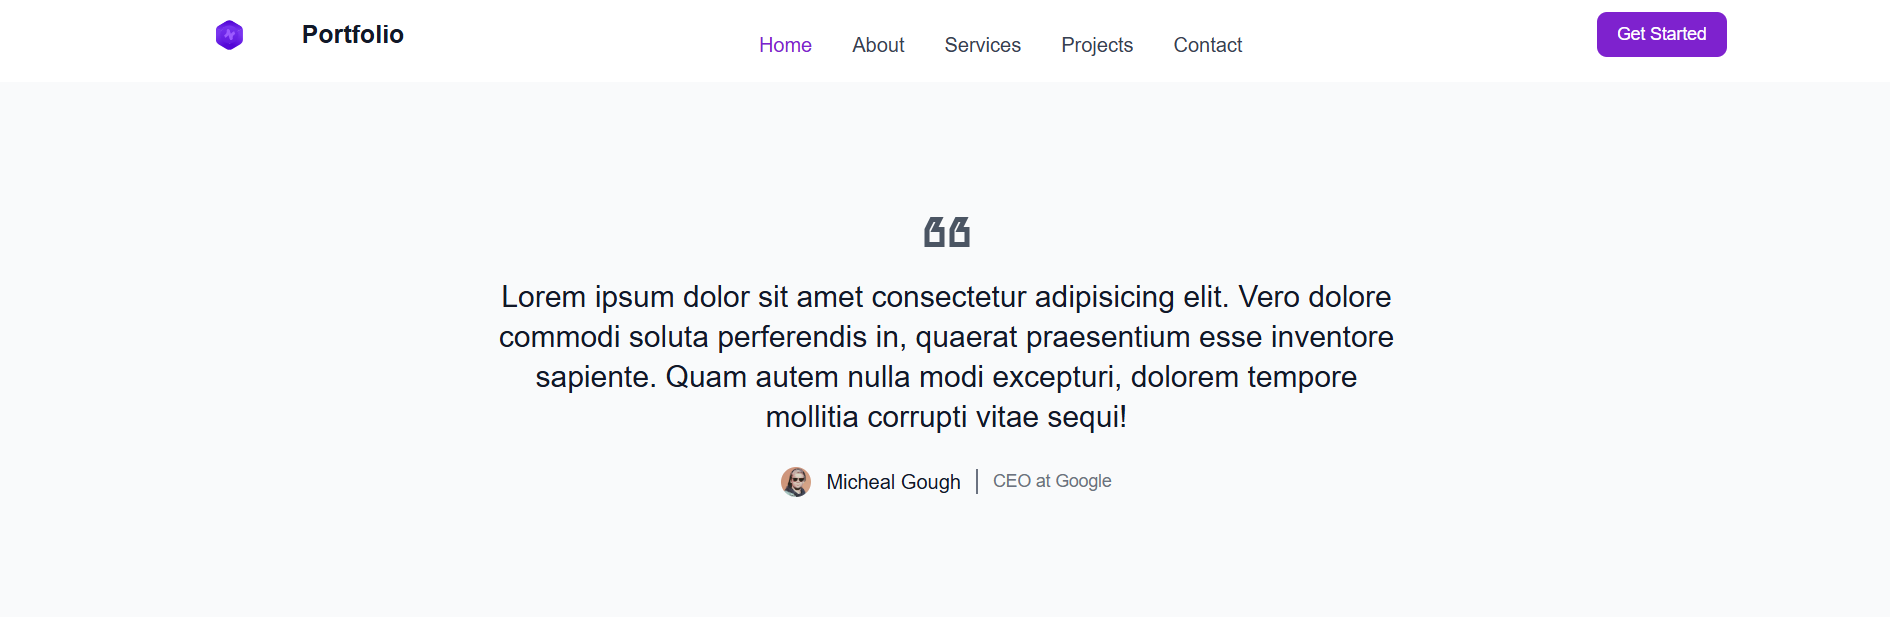 Portfolio
Home About Services Projects Contact
Get Started
Lorem ipsum dolor sit amet consectetur adipisicing elit. Vero dolore
commodi soluta perferendis in, quaerat praesentium esse inventore
sapiente. Quam autem nulla modi excepturi, dolorem tempore
mollitia corrupti vitae sequi!
Micheal Gough | CEO at Google